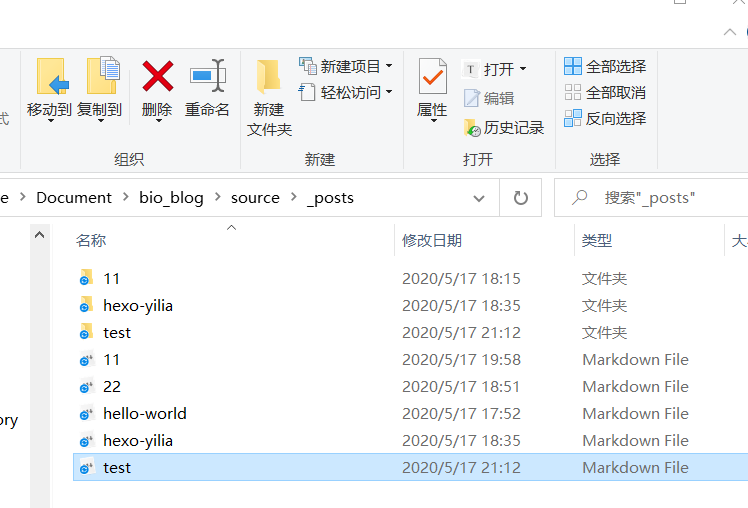 式
移动到 复制到 删除 重命名 新建 文件夹
新建项目
轻松访问
属性
打开
编辑
历史记录
全部选择
全部取消
反向选择
组织 新建 打开 选择
e > Document > bio_blog > source > _posts
搜索"_posts"
名称 修改日期 类型 大
11 2020/5/17 18:15 文件夹
hexo-yilia 2020/5/17 18:35 文件夹
test 2020/5/17 21:12 文件夹
11 2020/5/17 19:58 Markdown File
22 2020/5/17 18:51 Markdown File
hello-world 2020/5/17 17:52 Markdown File
ory
hexo-yilia 2020/5/17 18:35 Markdown File
test 2020/5/17 21:12 Markdown File